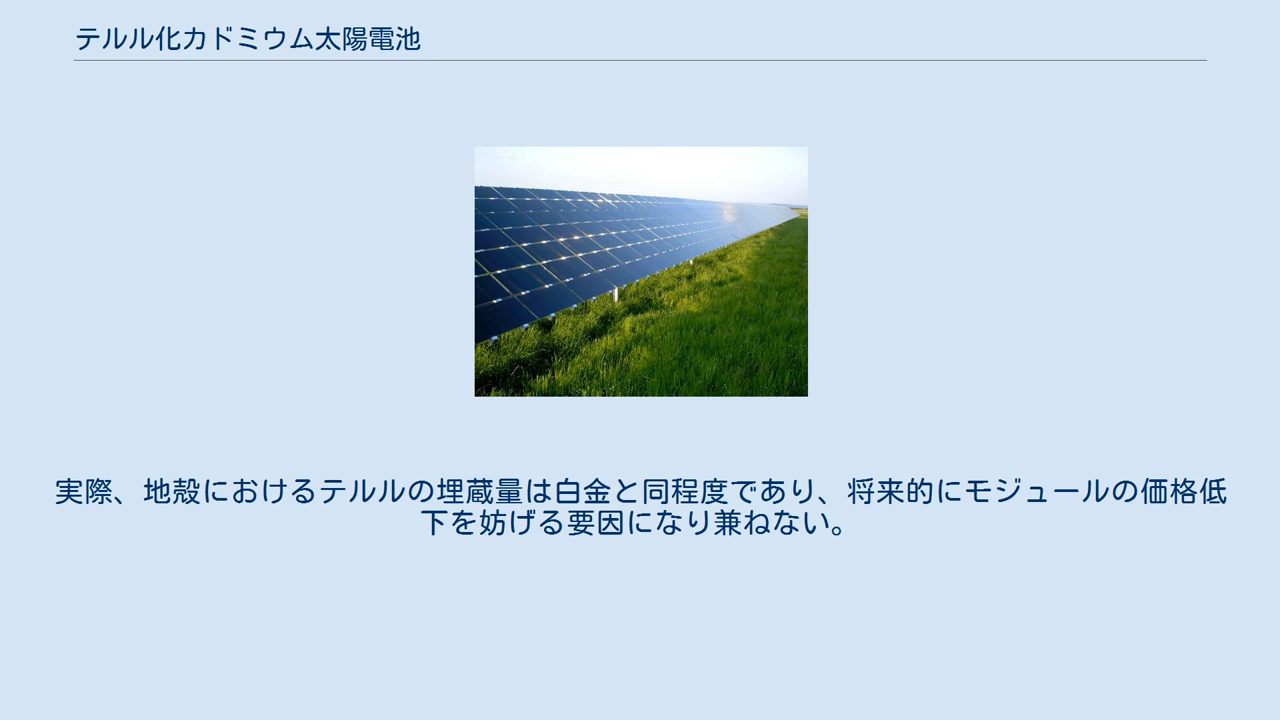 テルル化カドミウム太陽電池
実際、地殻におけるテルルの埋蔵量は白金と同程度であり、将来的にモジュールの価格低
下を妨げる要因になり兼ねない。